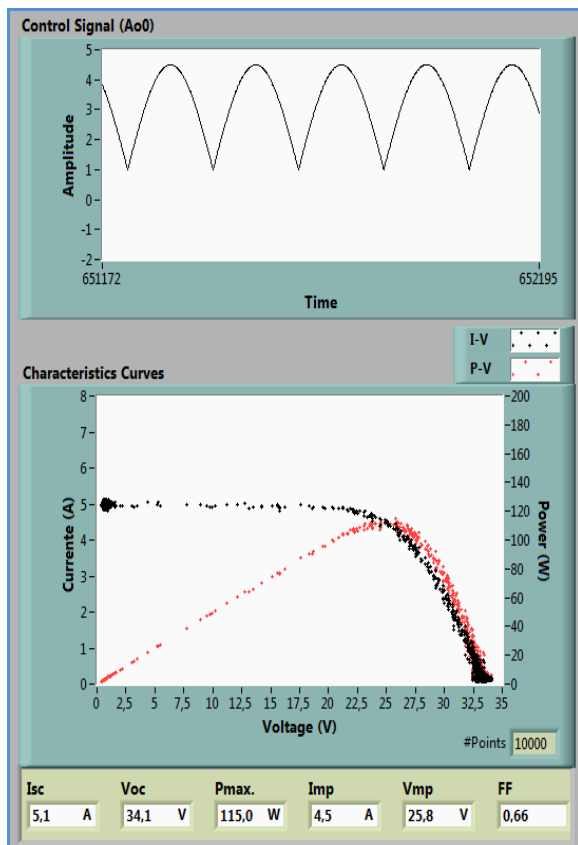 Control Signal (Ao0)
5
4
3
2
1
0
-1
-2
Amplitude
651172 652195
Time
I-V
P-V
Characteristics Curves
8
7
6
5
4
3
2
1
0
Currente (A)
200
180
160
140
120
100
80
60
40
20
0
Power (W)
0 2,5 5 7,5 10 12,5 15 17,5 20 22,5 25 27,5 30 32,5 35
Voltage (V)
#Points 10000
Isc Voc Pmax. Imp Vmp FF
5,1 A 34,1 V 115,0 W 4,5 A 25,8 V 0,66